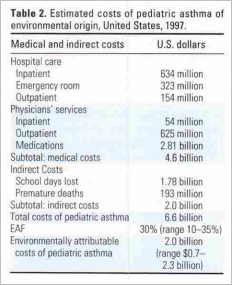 Table 2. Estimated costs of pediatric asthma of
environmental origin, United States, 1997.
Medical and indirect costs U.S. dollars
Hospital care
Inpatient 634 million
Emergency room 323 million
Outpatient 154 million
Physicians' services
Inpatient 54 million
Outpatient 625 million
Medications 2.81 billion
Subtotal: medical costs 4.6 billion
Indirect Costs
School days lost 1.78 billion
Premature deaths 193 million
Subtotal: indirect costs 2.0 billion
Total costs of pediatric asthma 6.6 billion
EAF 30% (range 10–35%)
Environmentally attributable 2.0 billion
costs of pediatric asthma (range $0.7–
2.3 billion)